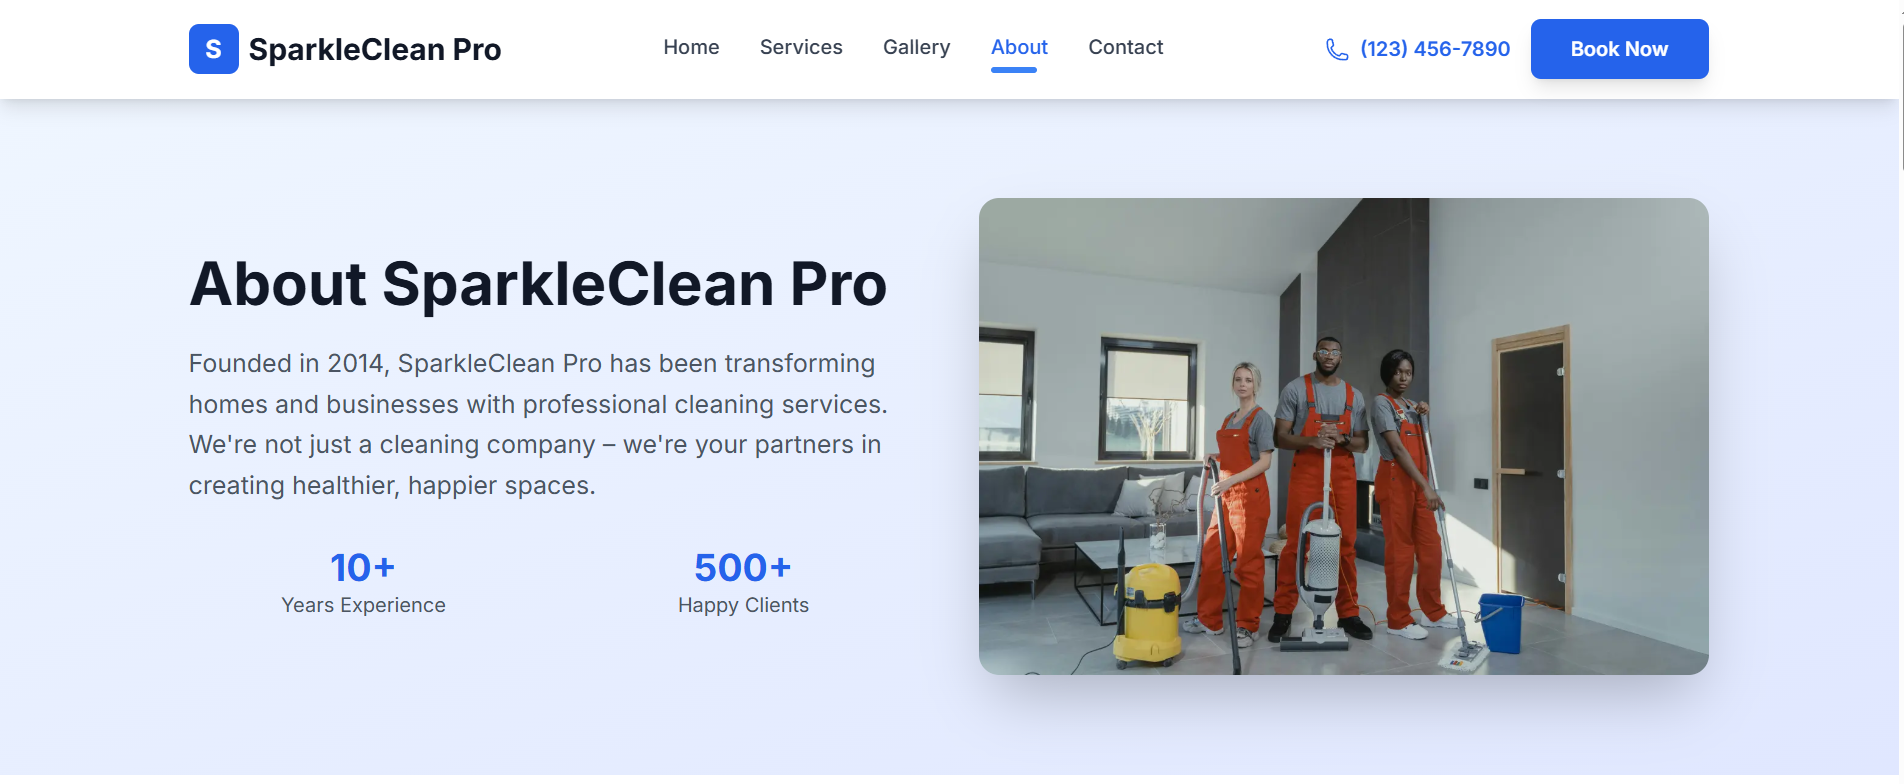 S SparkleClean Pro
Home Services Gallery About Contact
(123) 456-7890
Book Now
About SparkleClean Pro
Founded in 2014, SparkleClean Pro has been transforming
homes and businesses with professional cleaning services.
We're not just a cleaning company – we're your partners in
creating healthier, happier spaces.
10+
Years Experience
500+
Happy Clients